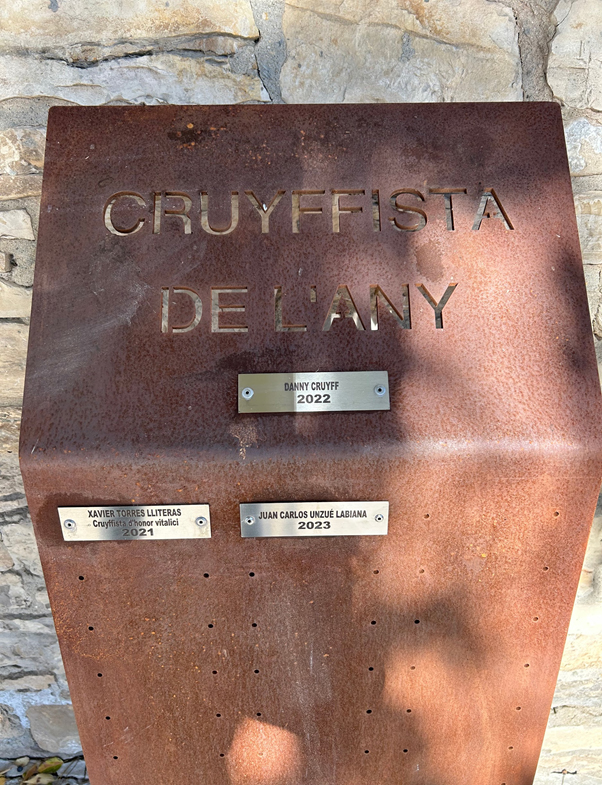 CRUYFFISTA
DE L'ANY
DANNY CRUYFF
2022
XAVIER TORRES LLITERAS
Cruyffista d'honor vitalici
2021
JUAN CARLOS UNZUÉ LABIANA
2023